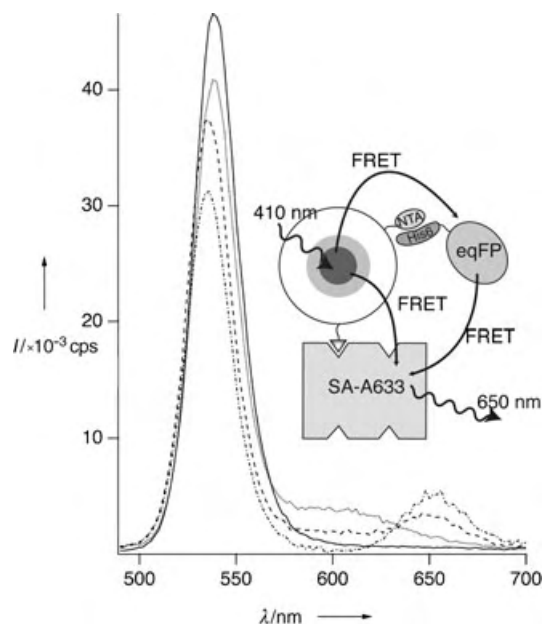 40
30
20
10
I/×10⁻³ cps
500
550
600
650
700
λ/nm
FRET
410 nm
NTA
His6
eqFP
FRET
FRET
SA-A633
650 nm